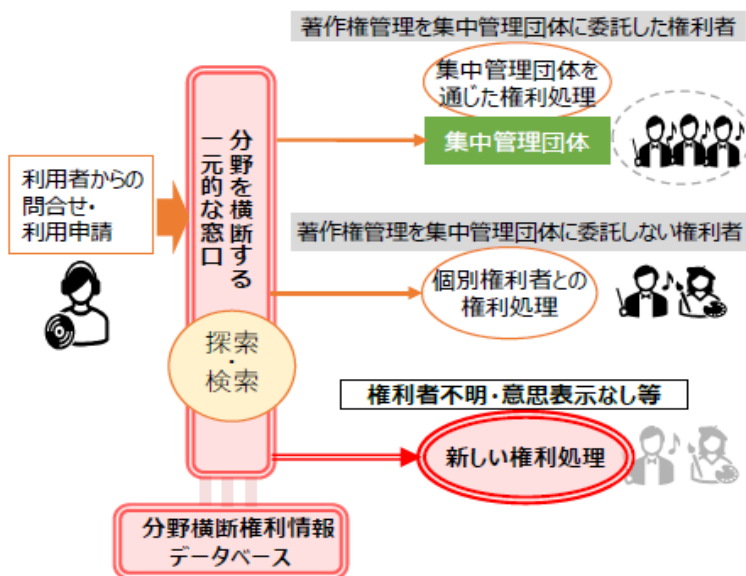 著作権管理を集中管理団体に委託した権利者
集中管理団体を
通じた権利処理
集中管理団体
分野を横断する
一元的な窓口
利用者からの
問合せ・
利用申請
著作権管理を集中管理団体に委託しない権利者
個別権利者との
権利処理
探索
・
検索
権利者不明・意思表示なし等
新しい権利処理
分野横断権利情報
データベース